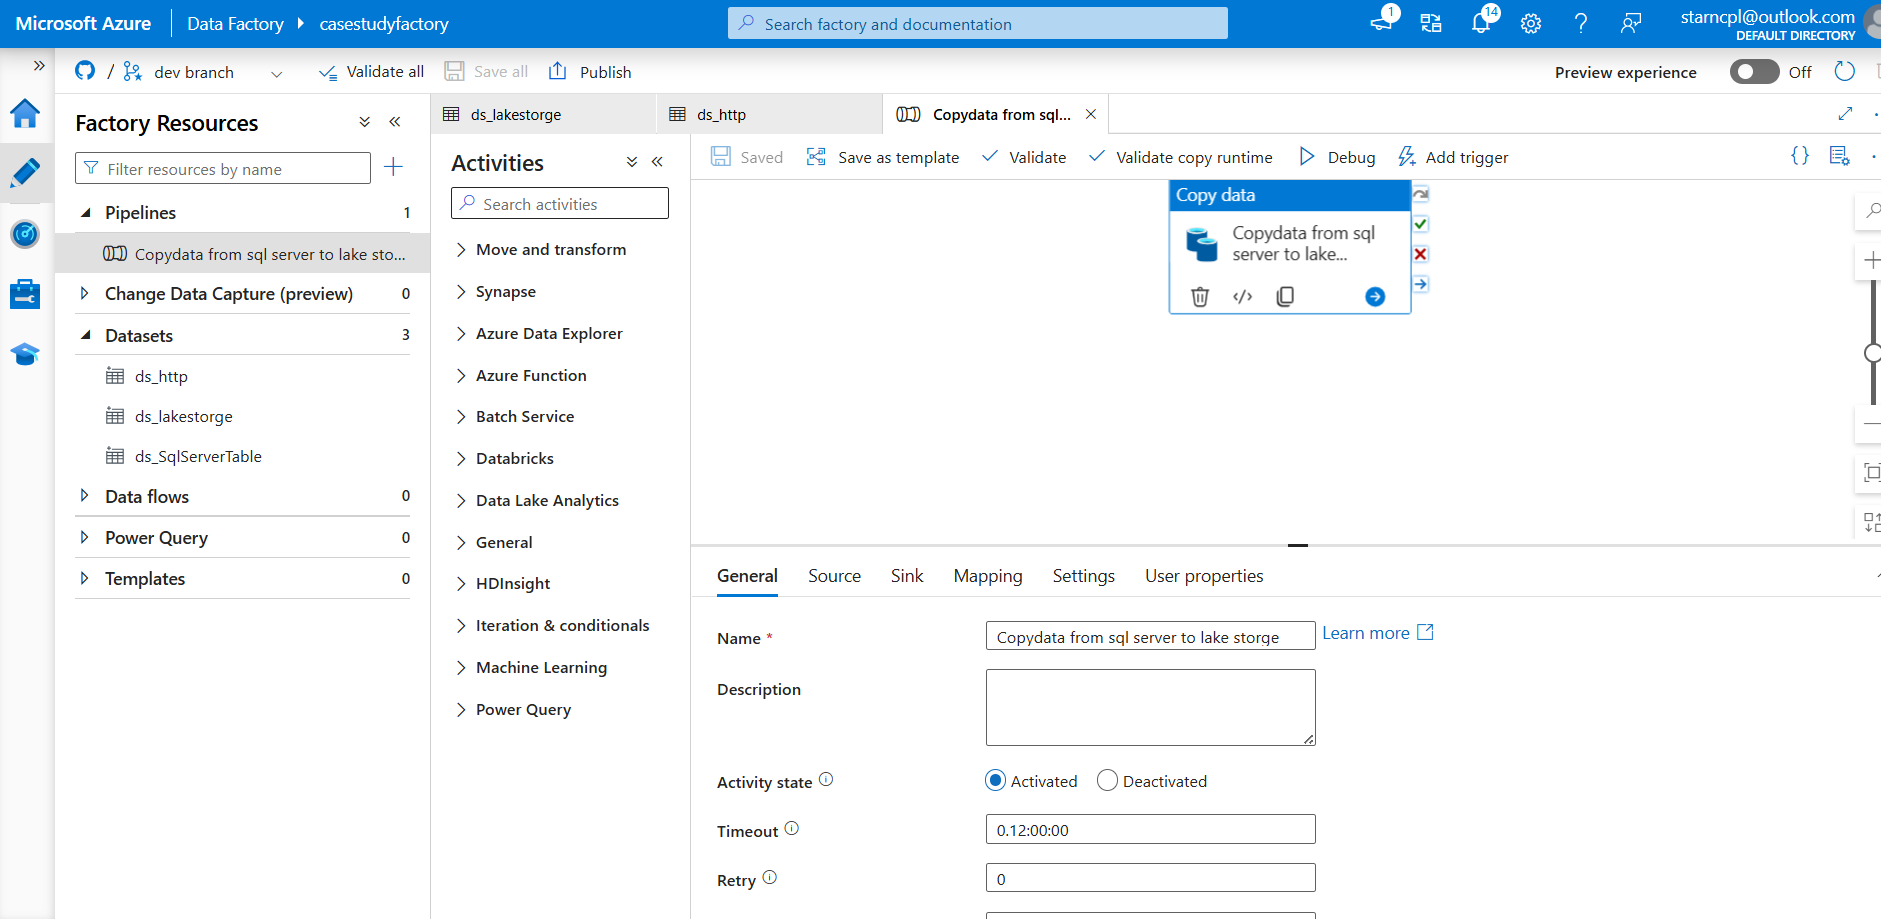 Microsoft Azure
Data Factory
casestudyfactory
Search factory and documentation
1
14
starncpl@outlook.com
DEFAULT DIRECTORY
/
dev branch
Validate all
Save all
Publish
Preview experience
Off
Factory Resources
Filter resources by name
Pipelines 1
Copydata from sql server to lake sto...
Change Data Capture (preview) 0
Datasets 3
ds_http
ds_lakestorge
ds_SqlServerTable
Data flows 0
Power Query 0
Templates 0
ds_lakestorge
ds_http
Copydata from sql...
Activities
Search activities
Move and transform
Synapse
Azure Data Explorer
Azure Function
Batch Service
Databricks
Data Lake Analytics
General
HDInsight
Iteration & conditionals
Machine Learning
Power Query
Saved
Save as template
Validate
Validate copy runtime
Debug
Add trigger
Copy data
Copydata from sql
server to lake...
General
Source
Sink
Mapping
Settings
User properties
Name *
Copydata from sql server to lake storge
Learn more
Description
Activity state
Activated
Deactivated
Timeout
0.12:00:00
Retry
0